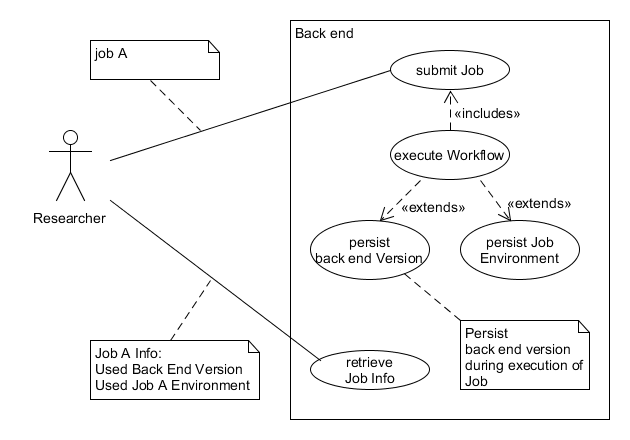 Back end
job A
submit Job
«includes»
execute Workflow
Researcher
«extends»
«extends»
persist
back end Version
persist Job
Environment
Persist
back end version
during execution of
Job
Job A Info:
Used Back End Version
Used Job A Environment
retrieve
Job Info